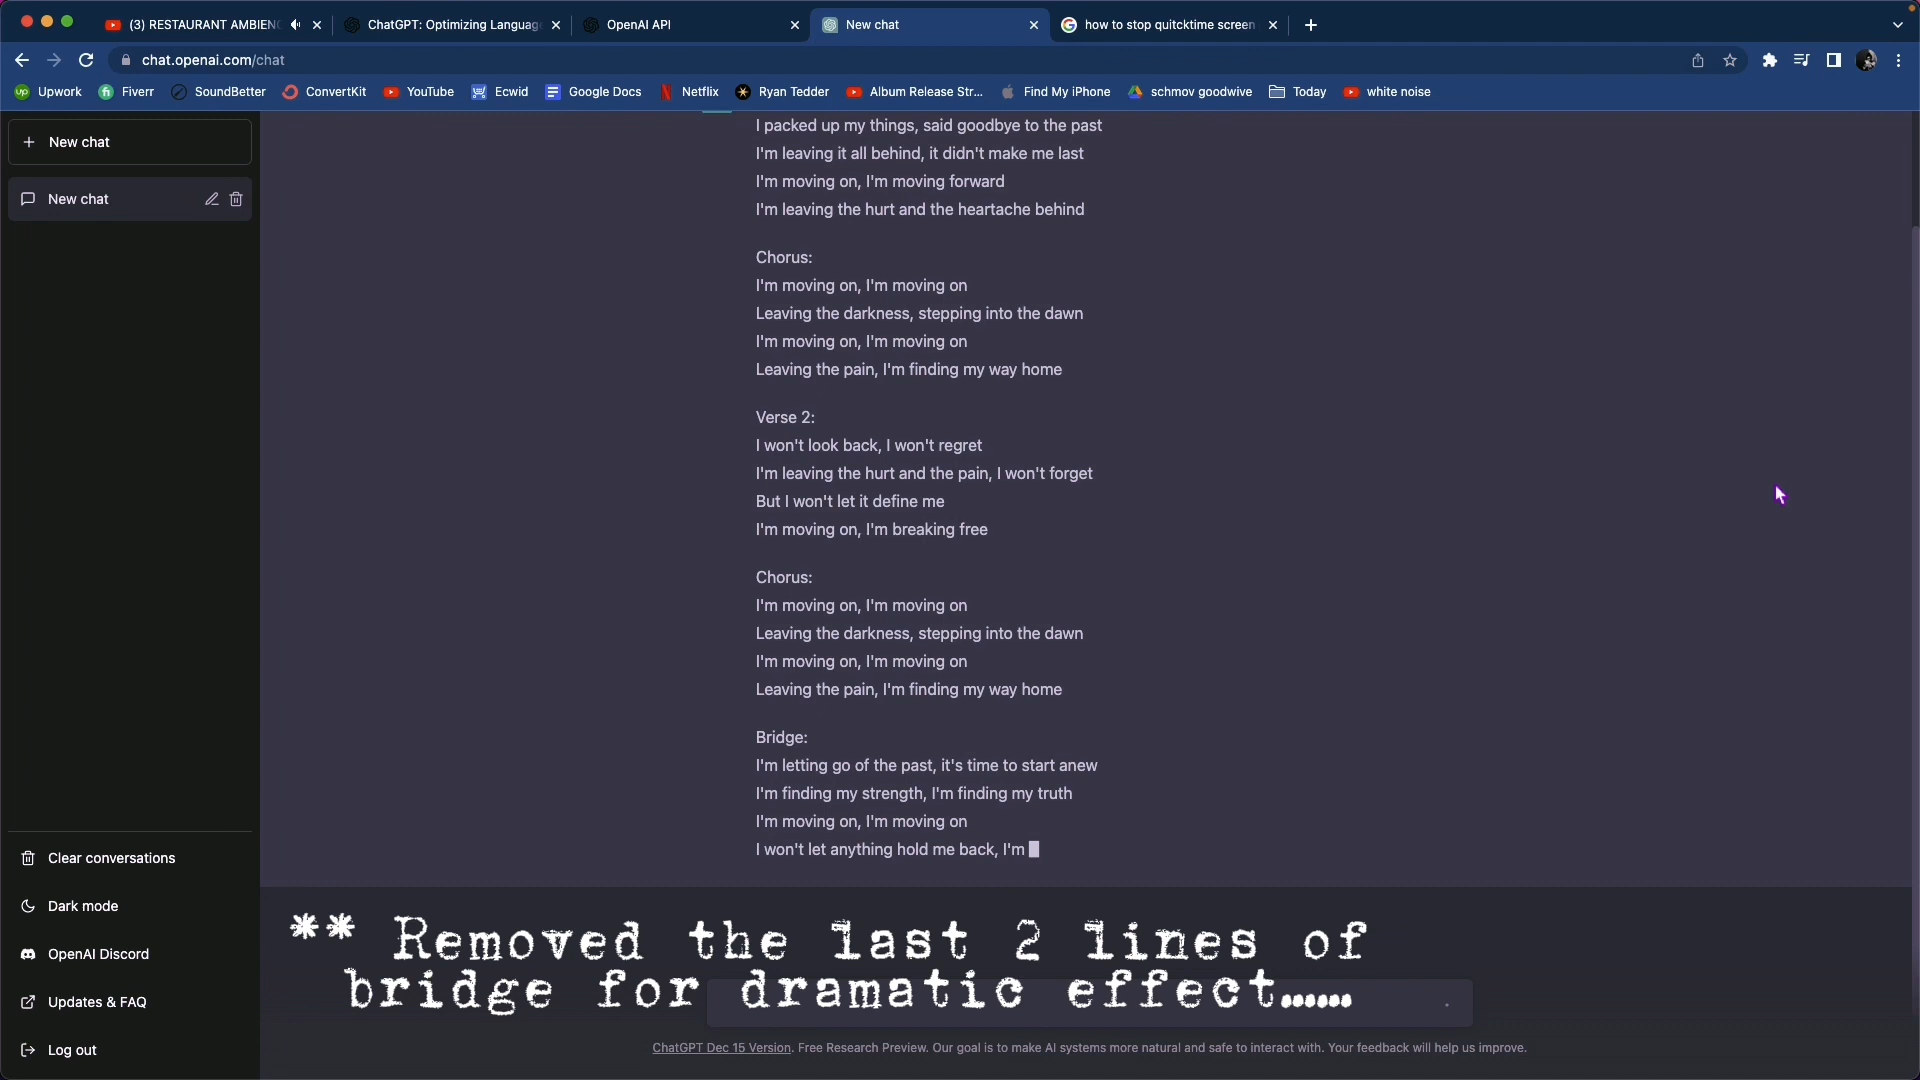 (3) RESTAURANT AMBIEN
ChatGPT: Optimizing Languag
OpenAI API
New chat
how to stop quitcktime screen
chat.openai.com/chat
Upwork
Fiverr
SoundBetter
ConvertKit
YouTube
Ecwid
Google Docs
Netflix
Ryan Tedder
Album Release Str...
Find My iPhone
schmov goodwive
Today
white noise
New chat
New chat
Clear conversations
Dark mode
OpenAI Discord
Updates & FAQ
Log out
I packed up my things, said goodbye to the past
I'm leaving it all behind, it didn't make me last
I'm moving on, I'm moving forward
I'm leaving the hurt and the heartache behind
Chorus:
I'm moving on, I'm moving on
Leaving the darkness, stepping into the dawn
I'm moving on, I'm moving on
Leaving the pain, I'm finding my way home
Verse 2:
I won't look back, I won't regret
I'm leaving the hurt and the pain, I won't forget
But I won't let it define me
I'm moving on, I'm breaking free
Chorus:
I'm moving on, I'm moving on
Leaving the darkness, stepping into the dawn
I'm moving on, I'm moving on
Leaving the pain, I'm finding my way home
Bridge:
I'm letting go of the past, it's time to start anew
I'm finding my strength, I'm finding my truth
I'm moving on, I'm moving on
I won't let anything hold me back, I'm
** Removed the last 2 lines of
bridge for dramatic effect......
ChatGPT Dec 15 Version. Free Research Preview. Our goal is to make AI systems more natural and safe to interact with. Your feedback will help us improve.